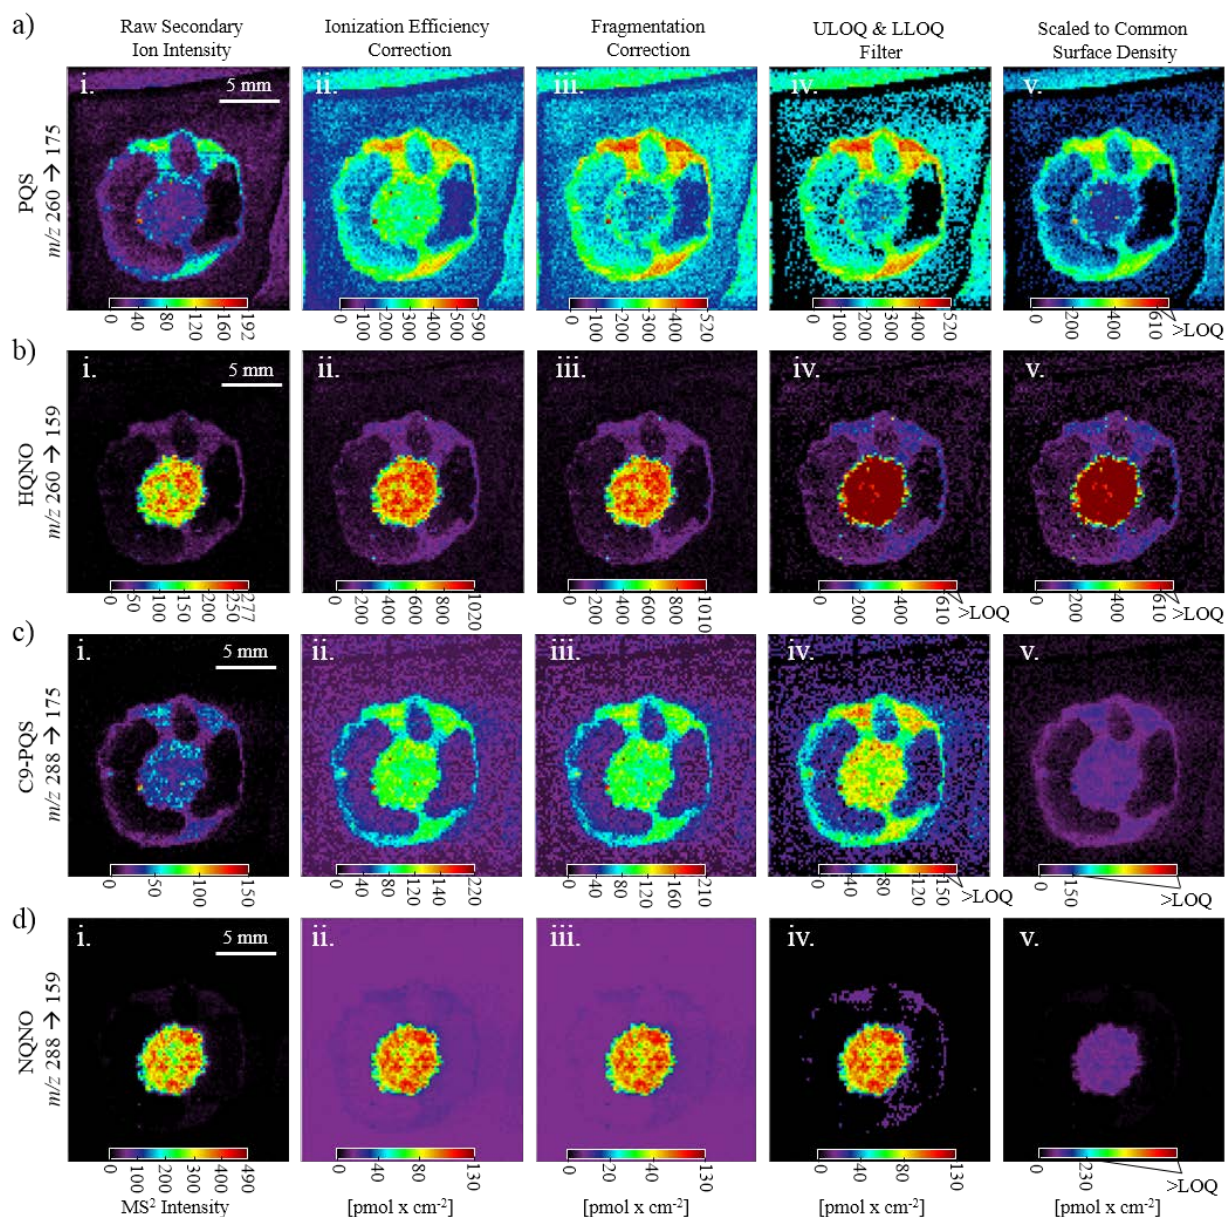 a)
Raw Secondary
Ion Intensity
Ionization Efficiency
Correction
Fragmentation
Correction
ULOQ & LLOQ
Filter
Scaled to Common
Surface Density
PQS
m/z 260 → 175
i.
5 mm
ii.
iii.
iv.
v.
0 40 80 120 160 192
0 1000 2000 3000 4000 5000 590
0 100 200 300 400 520
0 100 200 300 400 520
0 200 400 610 >LOQ
b)
HQNO
m/z 260 → 159
i.
5 mm
ii.
iii.
iv.
v.
0 50 100 150 200 250 277
0 200 400 600 800 1020
0 200 400 600 800 1010
0 200 400 610 >LOQ
0 200 400 610 >LOQ
c)
C9-PQS
m/z 288 → 175
i.
5 mm
ii.
iii.
iv.
v.
0 50 100 150
0 40 80 120 140 220
0 40 80 120 160 210
0 40 80 100 150 >LOQ
0 150 >LOQ
d)
NQNO
m/z 288 → 159
i.
5 mm
ii.
iii.
iv.
v.
0 100 200 300 400 490
0 40 80 130
0 20 40 130
0 40 80 130
0 230 >LOQ
MS² Intensity
[pmol x cm⁻²]
[pmol x cm⁻²]
[pmol x cm⁻²]
[pmol x cm⁻²]